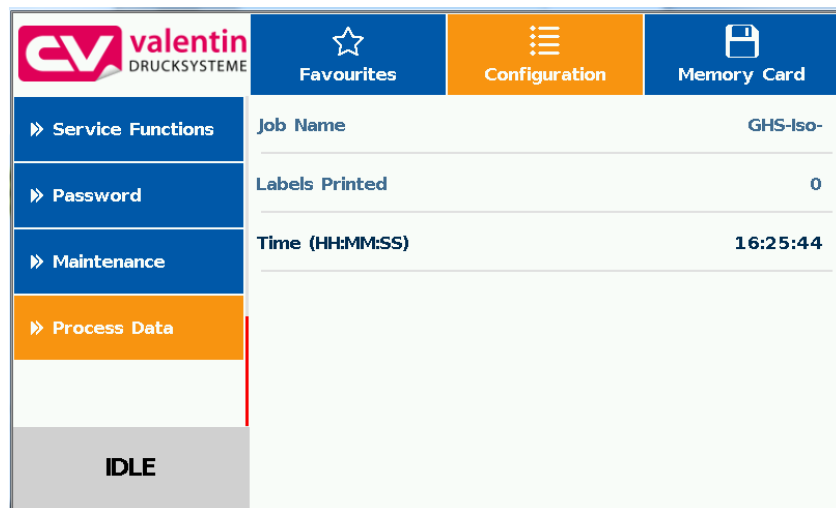 CV valentin
DRUCKSYSTEME
Favourites
Configuration
Memory Card
Service Functions
Password
Maintenance
Process Data
IDLE
Job Name GHS-Iso-
Labels Printed 0
Time (HH:MM:SS) 16:25:44